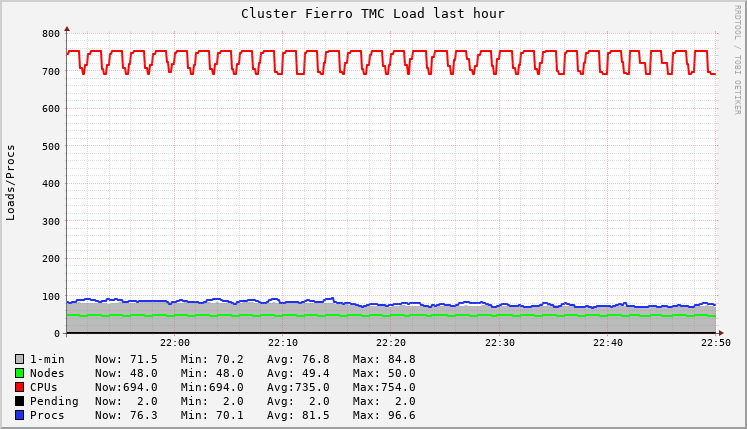 Cluster Fierro TMC Load last hour
RRDTOOL / TOBI OETIKER
Loads/Procs
800
700
600
500
400
300
200
100
0
22:00 22:10 22:20 22:30 22:40 22:50
1-min Now: 71.5 Min: 70.2 Avg: 76.8 Max: 84.8
Nodes Now: 48.0 Min: 48.0 Avg: 49.4 Max: 50.0
CPUs Now:694.0 Min:694.0 Avg:735.0 Max:754.0
Pending Now: 2.0 Min: 2.0 Avg: 2.0 Max: 2.0
Procs Now: 76.3 Min: 70.1 Avg: 81.5 Max: 96.6